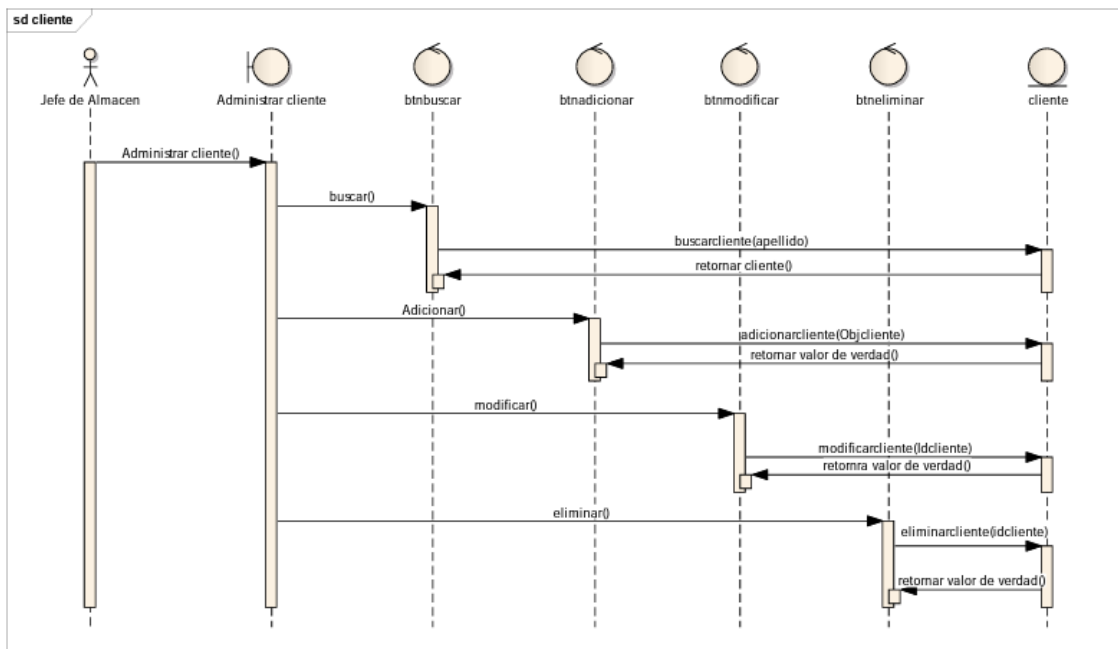 sd cliente
Jefe de Almacen
Administrar cliente
btnbuscar
btnadicionar
btnmodificar
btneliminar
cliente
Administrar cliente()
buscar()
buscarcliente(apellido)
retornar cliente()
Adicionar()
adicionarcliente(Objcliente)
retornar valor de verdad()
modificar()
modificarcliente(Idcliente)
retornra valor de verdad()
eliminar()
eliminarcliente(idcliente)
retornar valor de verdad()